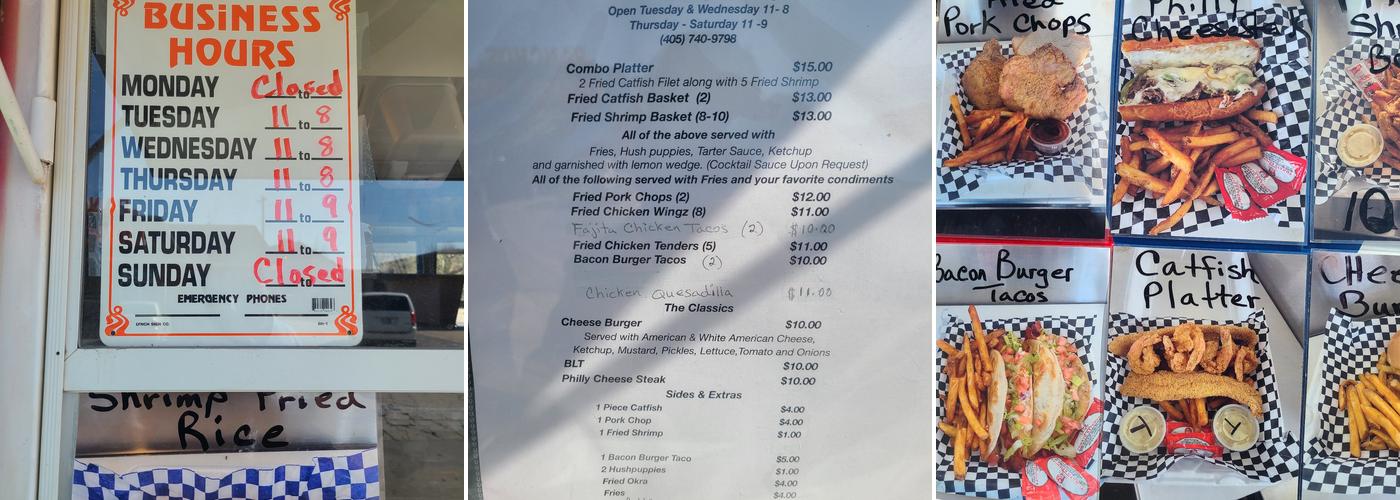 BUSINESS
HOURS
MONDAY Closed to
TUESDAY 11 to 8
WEDNESDAY 11 to 8
THURSDAY 11 to 8
FRIDAY 11 to 9
SATURDAY 11 to 9
SUNDAY Closed to
EMERGENCY PHONES
LYNCH SIGN CO.
Shrimp Fried
Rice
Open Tuesday & Wednesday 11- 8
Thursday - Saturday 11 -9
(405) 740-9798
Combo Platter $15.00
2 Fried Catfish Filet along with 5 Fried Shrimp
Fried Catfish Basket (2) $13.00
Fried Shrimp Basket (8-10) $13.00
All of the above served with
Fries, Hush puppies, Tarter Sauce, Ketchup
and garnished with lemon wedge. (Cocktail Sauce Upon Request)
All of the following served with Fries and your favorite condiments
Fried Pork Chops (2) $12.00
Fried Chicken Wingz (8) $11.00
Fajita Chicken Tacos (2) $10.00
Fried Chicken Tenders (5) $11.00
Bacon Burger Tacos (2) $10.00
Chicken Quesadilla $11.00
The Classics
Cheese Burger $10.00
Served with American & White American Cheese,
Ketchup, Mustard, Pickles, Lettuce,Tomato and Onions
BLT $10.00
Philly Cheese Steak $10.00
Sides & Extras
1 Piece Catfish $4.00
1 Pork Chop $4.00
1 Fried Shrimp $1.00
1 Bacon Burger Taco $5.00
2 Hushpuppies $1.00
Fried Okra $4.00
Fries $4.00
Pork Chops
Philly
Cheesesteak
10
Bacon Burger
Tacos
Catfish
Platter
T
T